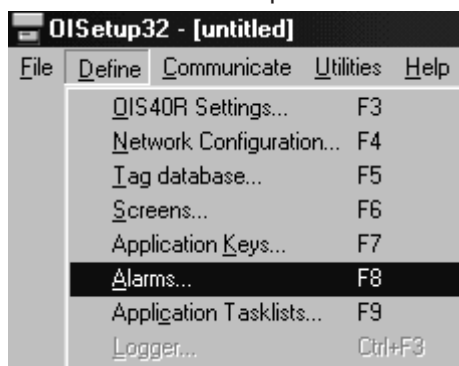 OISetup32 - [untitled]
File Define Communicate Utilities Help
OIS40R Settings... F3
Network Configuration... F4
Tag database... F5
Screens... F6
Application Keys... F7
Alarms... F8
Application Tasklists... F9
Logger... Ctrl+F3